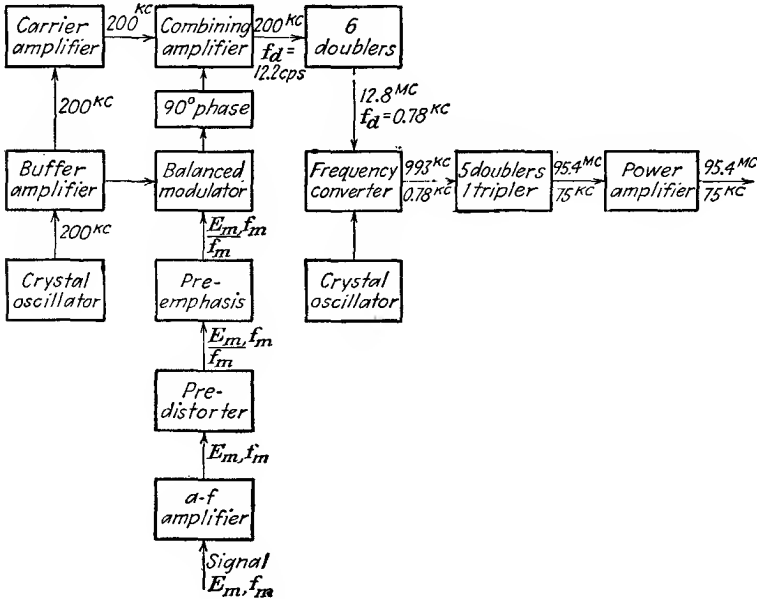 Carrier
amplifier
200 KC
Combining
amplifier
200 KC
f_d =
12.2 cps
6
doublers
200 KC
90° phase
12.8 MC
f_d = 0.78 KC
Buffer
amplifier
Balanced
modulator
Frequency
converter
993 KC
0.78 KC
5 doublers
1 tripler
95.4 MC
75 KC
Power
amplifier
95.4 MC
75 KC
200 KC
E_m, f_m
f_m
Crystal
oscillator
Pre-
emphasis
Crystal
oscillator
E_m, f_m
f_m
Pre-
distorter
E_m, f_m
a-f
amplifier
Signal
E_m, f_m